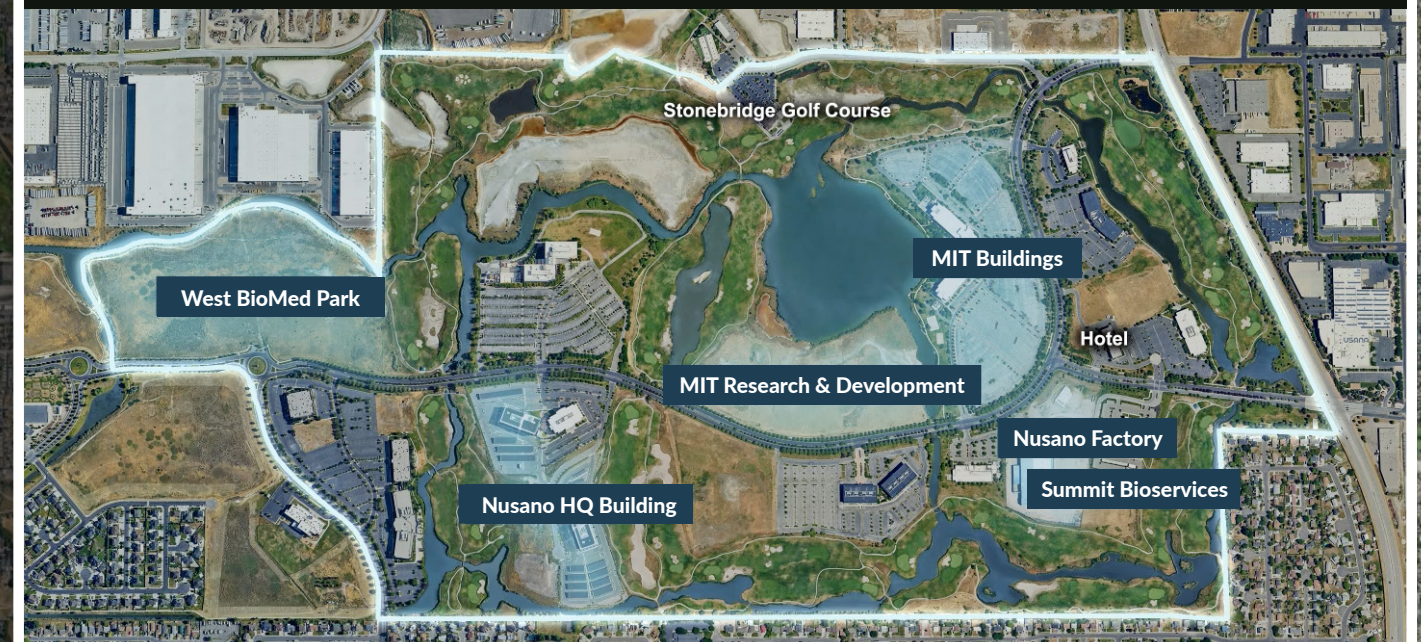 Stonebridge Golf Course
MIT Buildings
West BioMed Park
USANA
Hotel
MIT Research & Development
Nusano Factory
Summit Bioservices
Nusano HQ Building